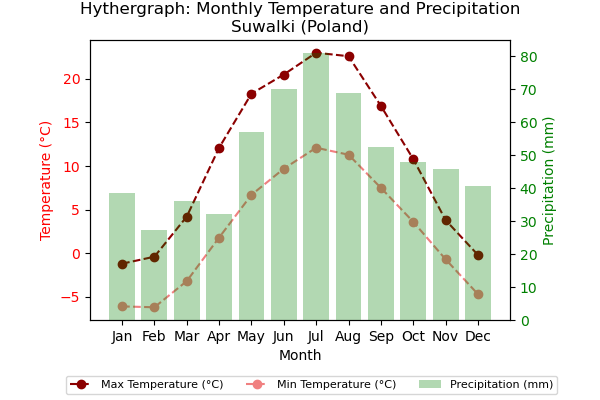 Hythergraph: Monthly Temperature and Precipitation
Suwalki (Poland)
Temperature (°C)
20
15
10
5
0
−5
80
70
60
50
40
30
20
10
0
Precipitation (mm)
Jan Feb Mar Apr May Jun Jul Aug Sep Oct Nov Dec
Month
Max Temperature (°C) Min Temperature (°C) Precipitation (mm)